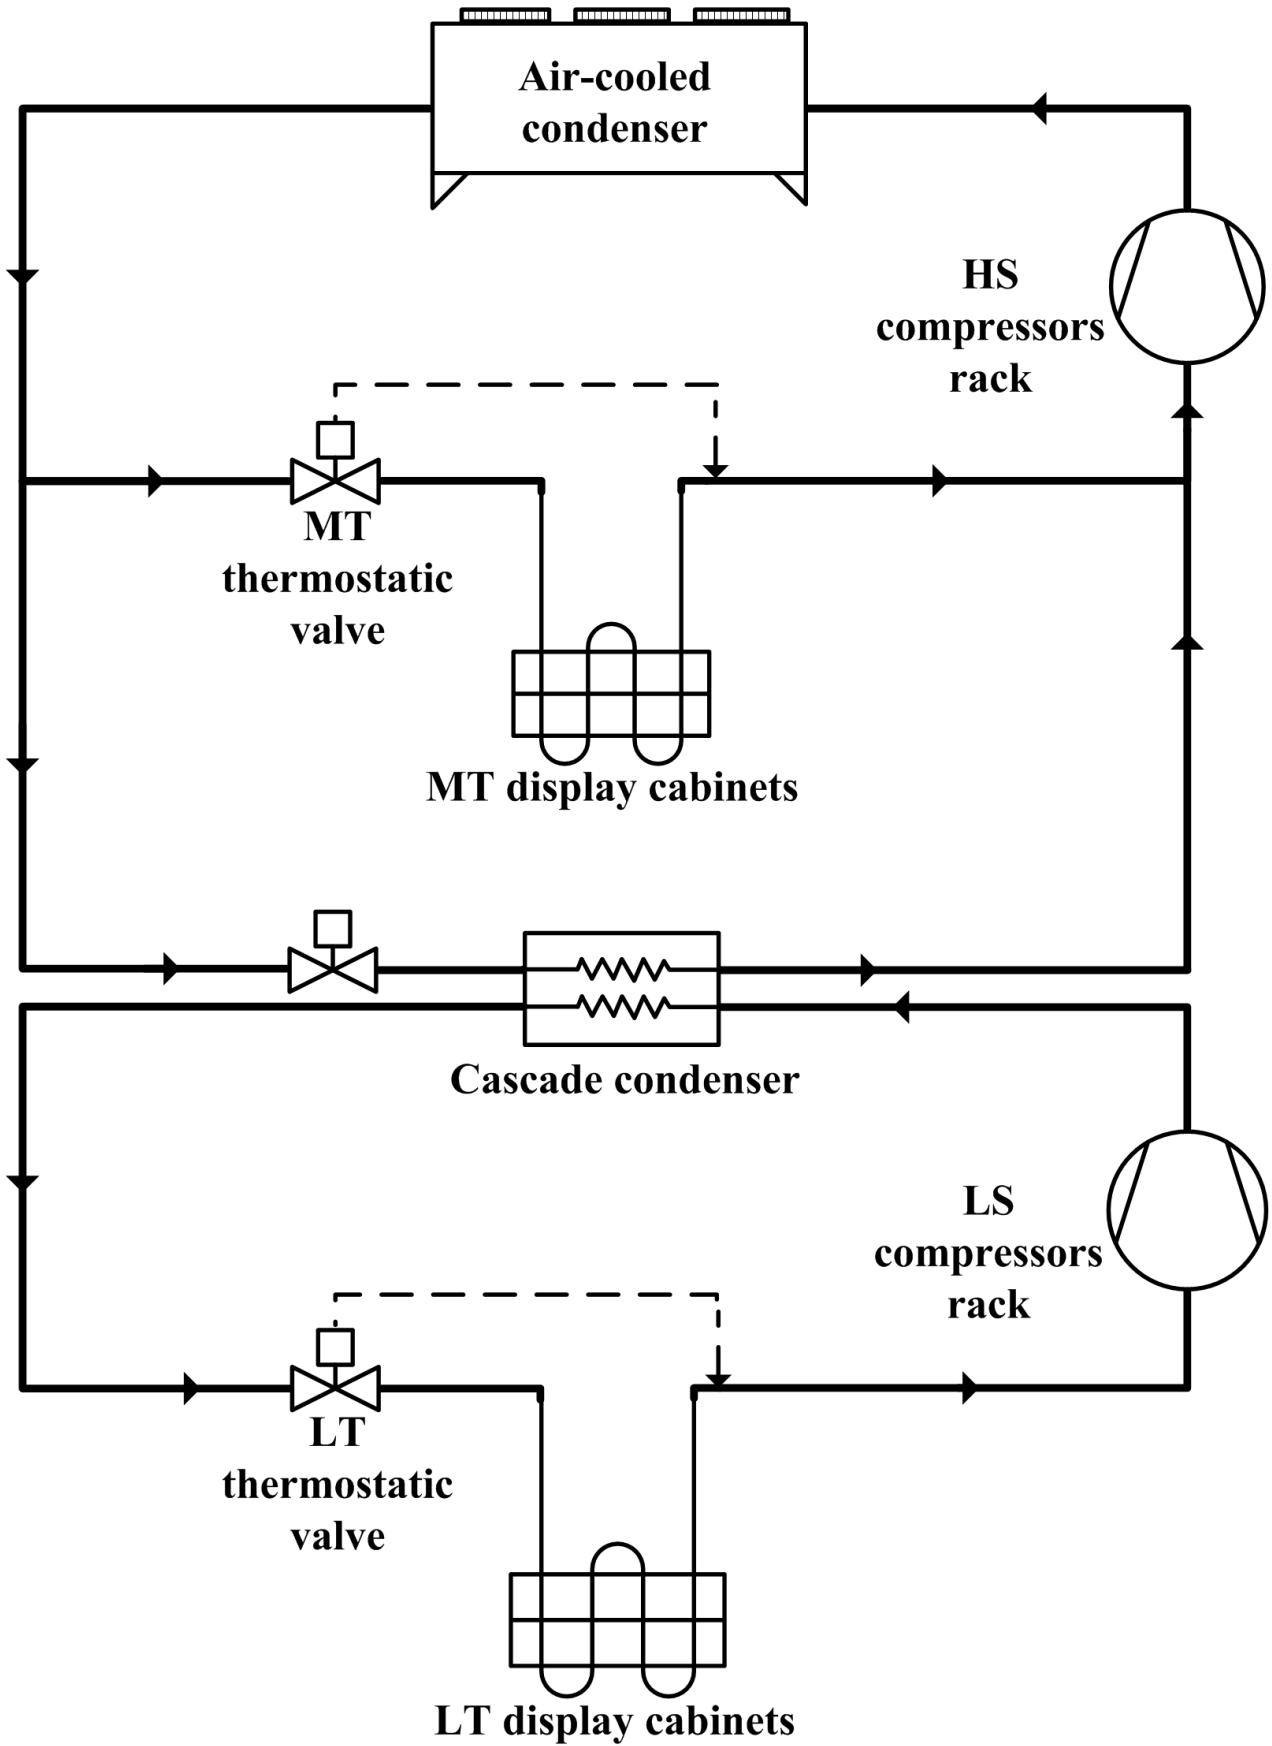 Air-cooled
condenser
HS
compressors
rack
MT
thermostatic
valve
MT display cabinets
Cascade condenser
LS
compressors
rack
LT
thermostatic
valve
LT display cabinets